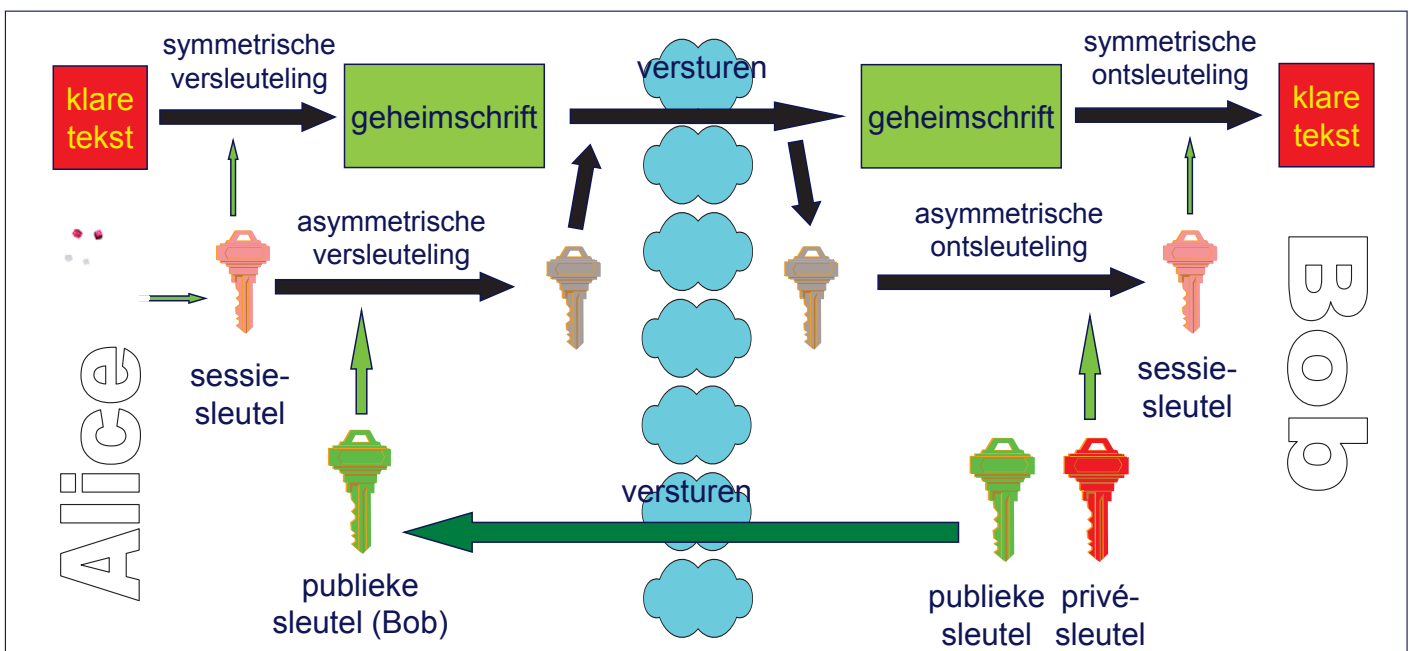 symmetrische
versleuteling
versturen
symmetrische
ontsleuteling
klare
tekst
geheimschrift
geheimschrift
klare
tekst
asymmetrische
versleuteling
asymmetrische
ontsleuteling
sessie-
sleutel
sessie-
sleutel
Alice
Bob
versturen
publieke
sleutel (Bob)
publieke
sleutel
privé-
sleutel